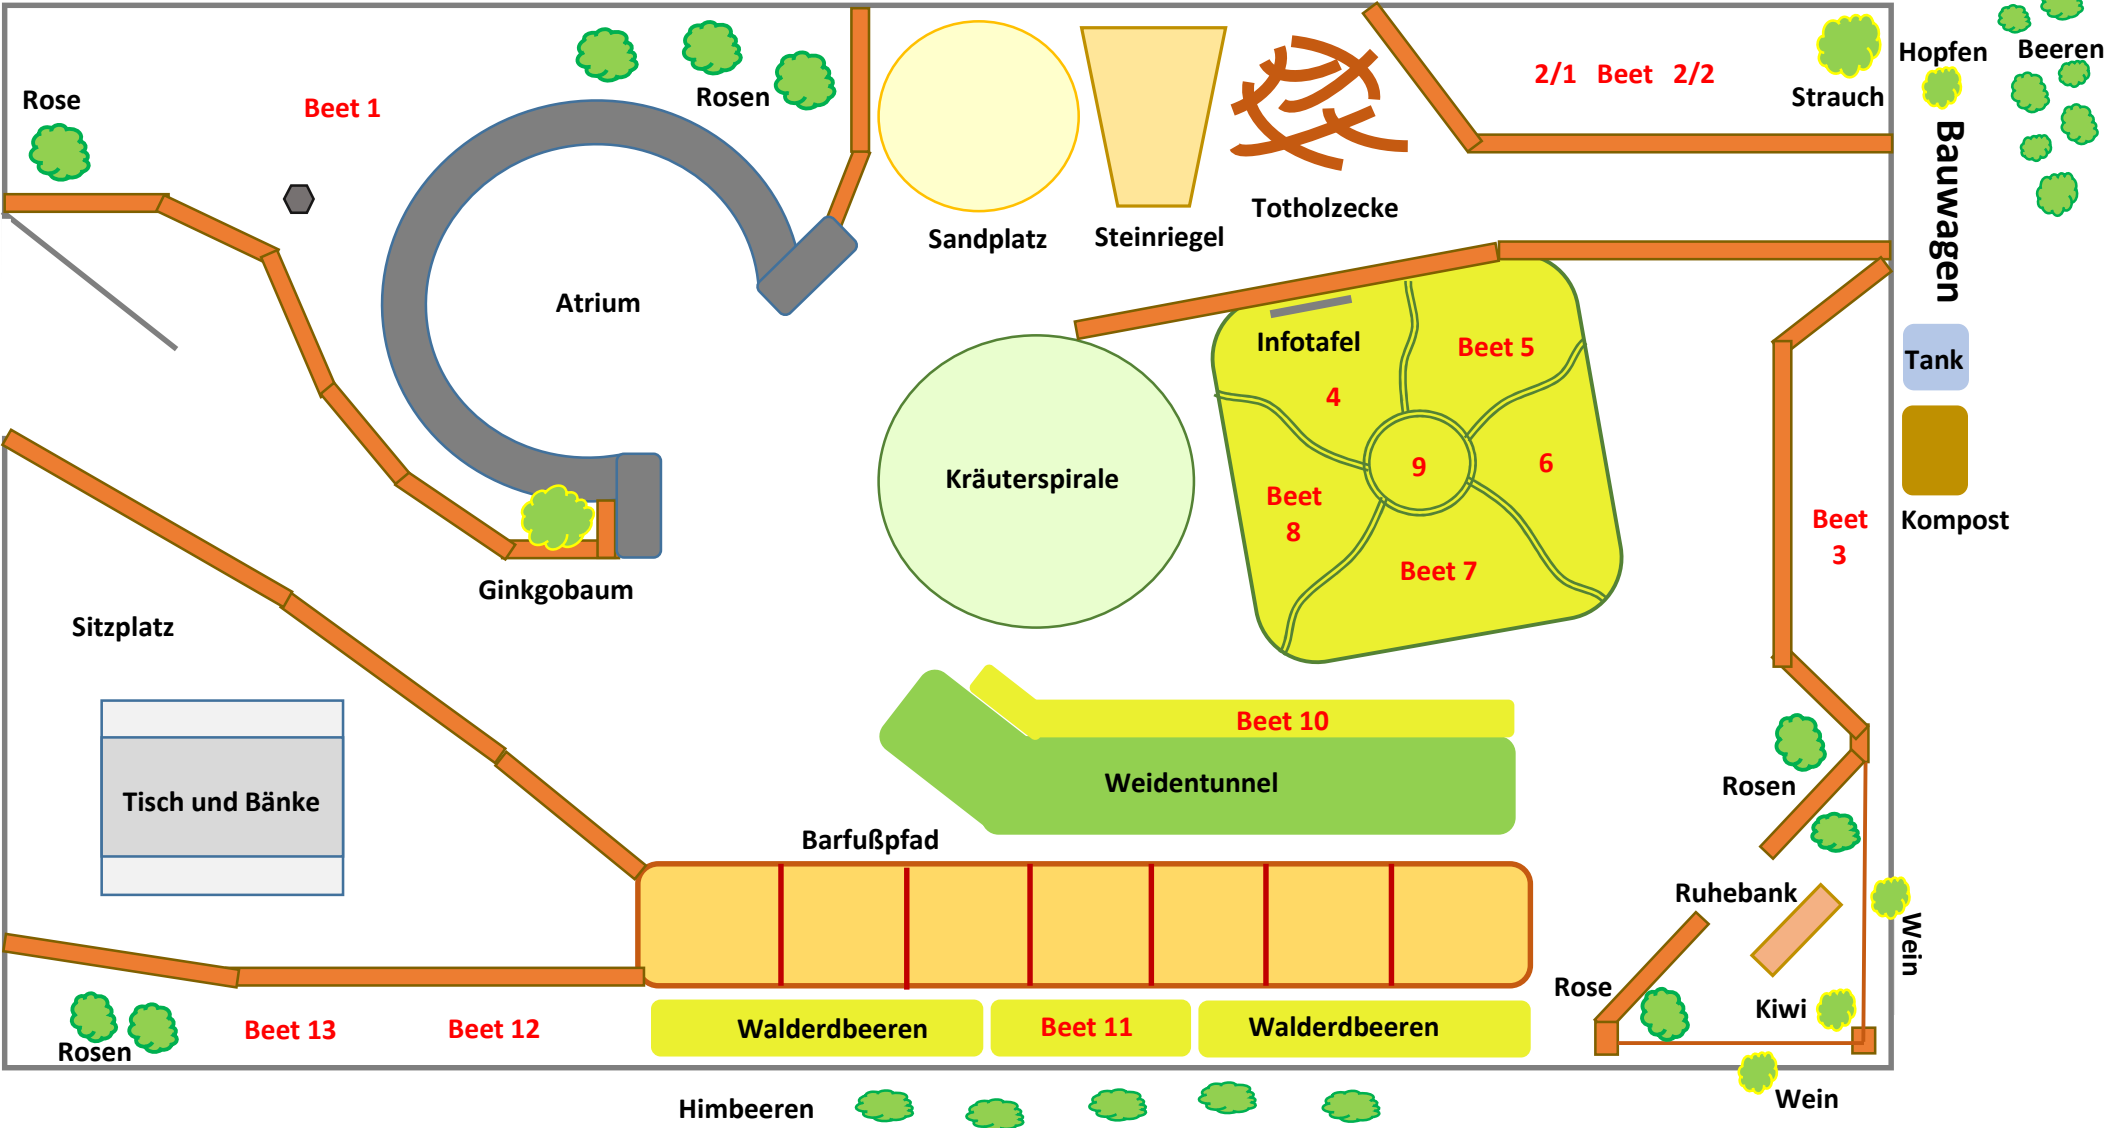 Rose
Beet 1
Rosen
2/1 Beet 2/2
Strauch
Hopfen
Beeren
Bauwagen
Sandplatz
Steinriegel
Totholzecke
Atrium
Infotafel
Beet 5
4
Tank
Kräuterspirale
9
6
Beet
8
Beet 7
Beet
3
Kompost
Ginkgobaum
Sitzplatz
Beet 10
Weidentunnel
Tisch und Bänke
Barfußpfad
Rosen
Ruhebank
Wein
Rose
Kiwi
Rosen
Beet 13
Beet 12
Walderdbeeren
Beet 11
Walderdbeeren
Himbeeren
Wein